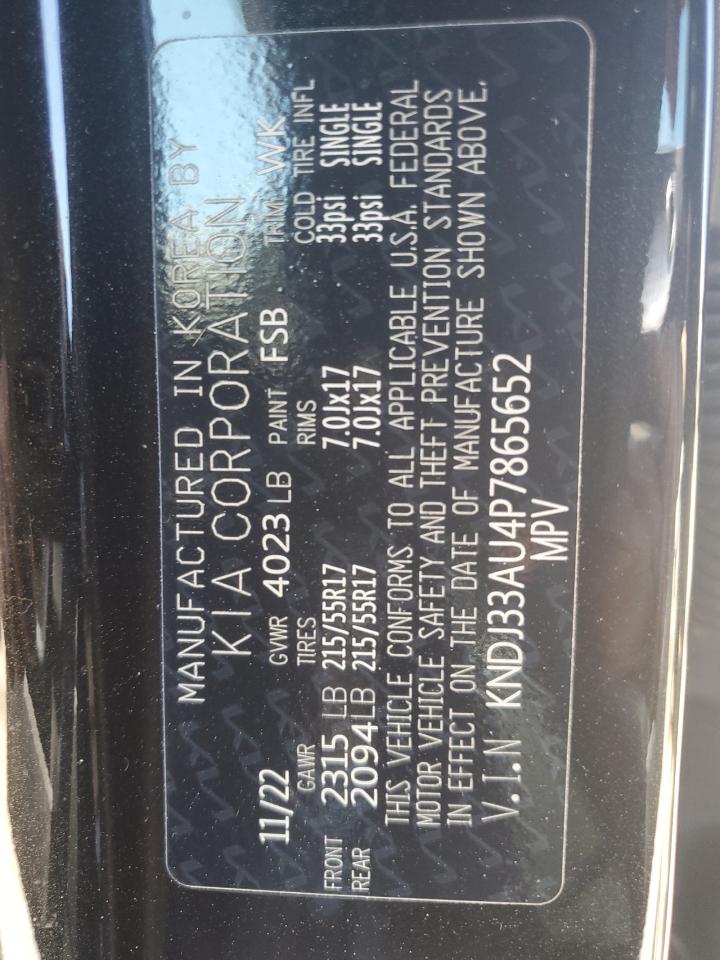 MANUFACTURED IN KOREA BY
KIA CORPORATION
11/22 GVWR 4023 LB PAINT FSB TRIM WK
GAWR TIRES RIMS COLD TIRE INFL
FRONT 2315 LB 215/55R17 7.0Jx17 33psi SINGLE
REAR 2094 LB 215/55R17 7.0Jx17 33psi SINGLE
THIS VEHICLE CONFORMS TO ALL APPLICABLE U.S.A. FEDERAL
MOTOR VEHICLE SAFETY AND THEFT PREVENTION STANDARDS
IN EFFECT ON THE DATE OF MANUFACTURE SHOWN ABOVE.
V.I.N KNDJ33AU4P7865652
MPV